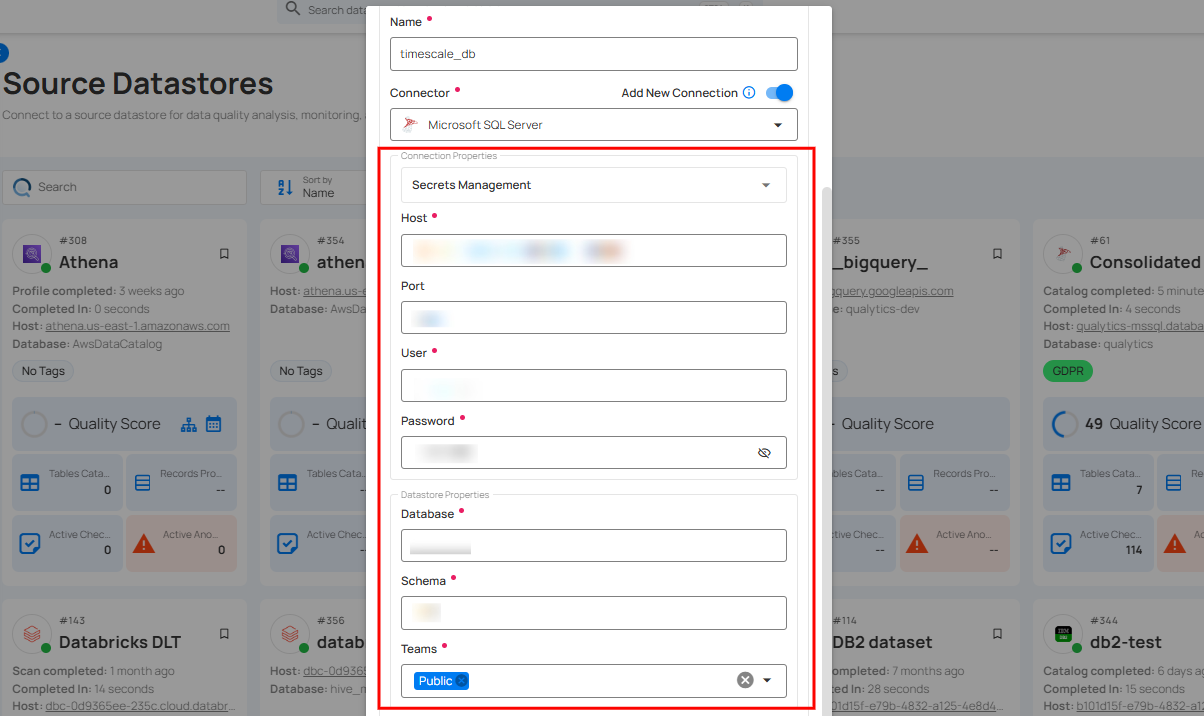 Search data
Source Datastores
Connect to a source datastore for data quality analysis, monitoring,
Search
Sort by
Name
#308
Athena
Profile completed: 3 weeks ago
Completed In: 0 seconds
Host: athena.us-east-1.amazonaws.com
Database: AwsDataCatalog
No Tags
– Quality Score
Tables Cata...
0
Records Pro...
--
Active Chec...
0
Active Ano...
0
#354
athen
Host: athena.us-e
Database: AwsDa
No Tags
– Qualit
Tables Cata
Active Chec
Name
timescale_db
Connector
Add New Connection
Microsoft SQL Server
Connection Properties
Secrets Management
Host
Port
User
Password
Datastore Properties
Database
Schema
Teams
Public
#355
_bigquery_
gquery.googleapis.com
e: qualytics-dev
s
Quality Score
bles Cata...
--
Records Pro...
--
ctive Chec...
--
Active Ano...
--
#61
Consolidated
Catalog completed: 5 minute
Completed In: 4 seconds
Host: qualytics-mssql.databa
Database: qualytics
GDPR
49 Quality Score
Tables Cata...
7
Re
Active Chec...
114
A
#143
Databricks DLT
Scan completed: 1 month ago
Completed In: 14 seconds
Host: dbc-0d9365ee-235c.cloud.databr...
#356
datab
Host: dbc-0d9365
Database: hive_m
#114
DB2 dataset
ompleted: 7 months ago
ted In: 28 seconds
01d15f-e79b-4832-a125-4e8d4...
#344
db2-test
Catalog completed: 6 days ag
Completed In: 15 seconds
Host: b101d15f-e79b-4832-a12